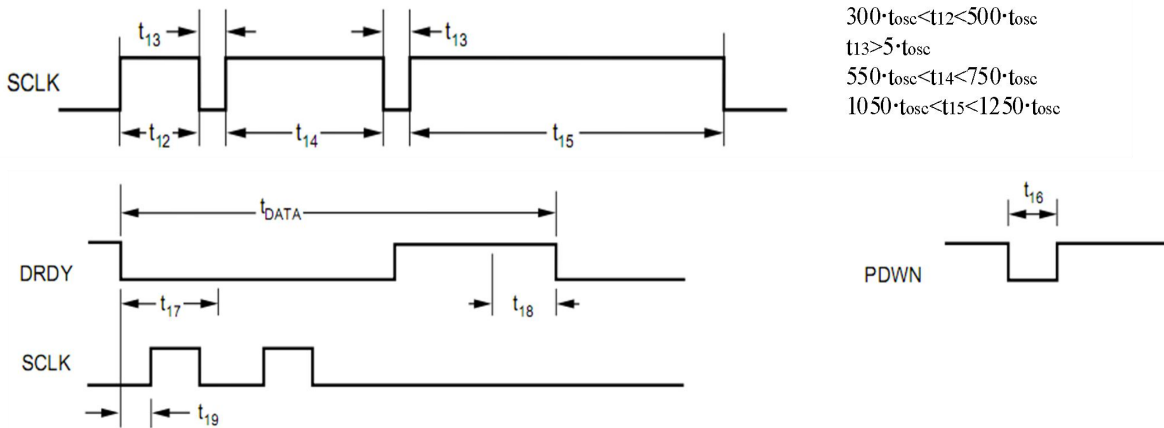 t13
t13
SCLK
t12
t14
t15
300·tosc<t12<500·tosc
t13>5·tosc
550·tosc<t14<750·tosc
1050·tosc<t15<1250·tosc
tDATA
DRDY
t17
t18
SCLK
t19
t16
PDWN